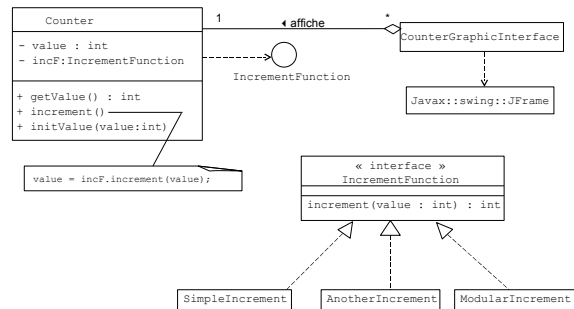 Counter
- value : int
- incF:IncrementFunction
+ getValue() : int
+ increment()
+ initValue(value:int)
value = incF.increment(value);
1
affiche
*
IncrementFunction
CounterGraphicInterface
Javax::swing::JFrame
« interface »
IncrementFunction
increment(value : int) : int
SimpleIncrement
AnotherIncrement
ModularIncrement